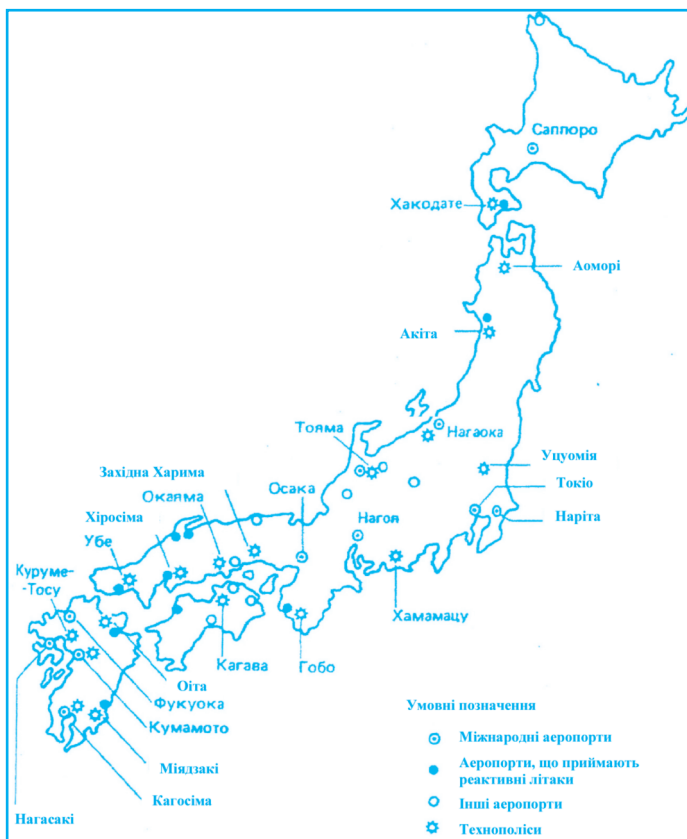 Саппоро
Хакодате
Аоморі
Акіта
Тояма
Нагаока
Західна Харима
Окаяма
Осака
Уцуомія
Токіо
Наріта
Хіросіма
Убе
Нагоя
Куруме-
-Тосу
Хамамацу
Кагава
Гобо
Оіта
Фукуока
Кумамото
Міядзакі
Кагосіма
Нагасакі
Умовні позначення
Міжнародні аеропорти
Аеропорти, що приймають
реактивні літаки
Інші аеропорти
Технополіси